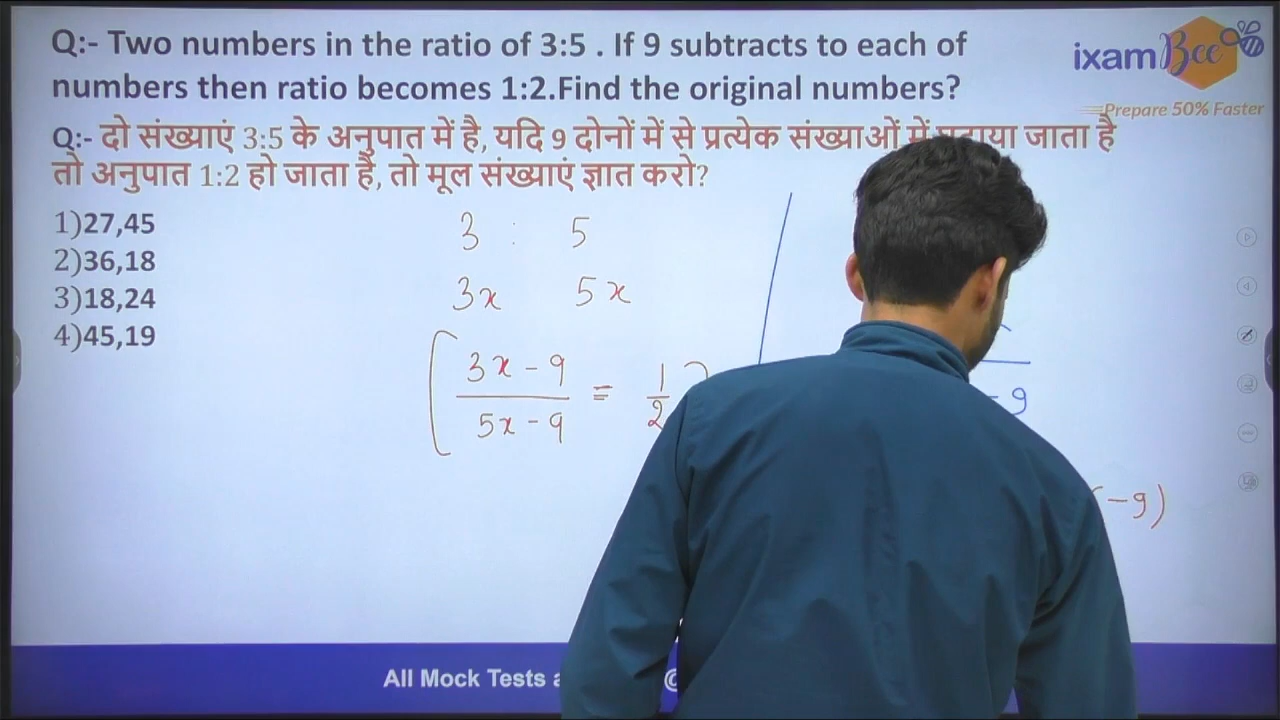 Q:- Two numbers in the ratio of 3:5 . If 9 subtracts to each of
numbers then ratio becomes 1:2.Find the original numbers?
ixamBee
Prepare 50% Faster
Q:- दो संख्याएं 3:5 के अनुपात में है, यदि 9 दोनों में से प्रत्येक संख्याओं में जाता है
तो अनुपात 1:2 हो जाता है, तो मूल संख्याएं ज्ञात करो?
1)27,45
2)36,18
3)18,24
4)45,19
3 : 5
3x 5x
3x-9
5x-9
= 1/2
-9
-9)
All Mock Tests